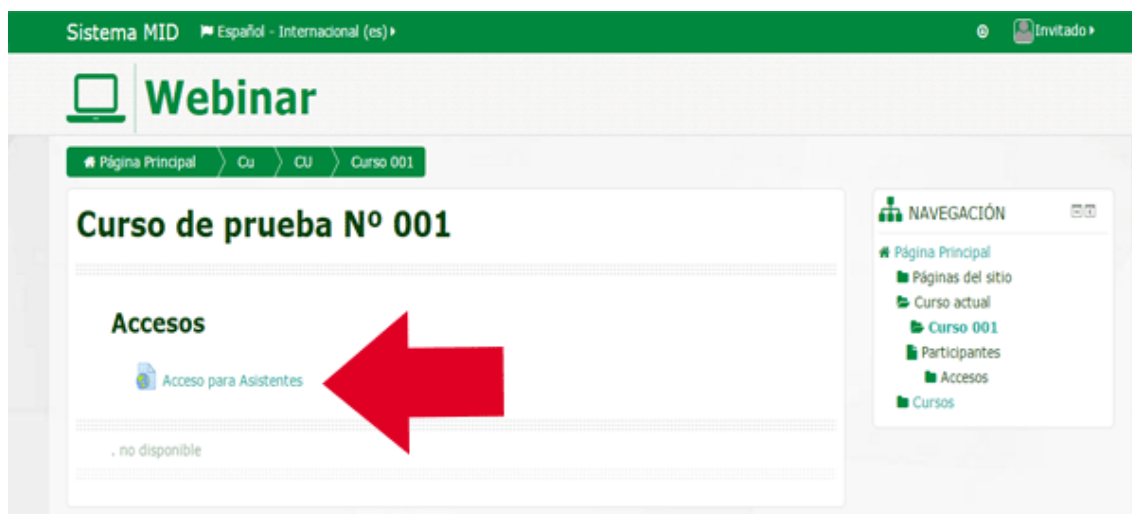 Sistema MID Español - Internacional (es)
Invitado
Webinar
Página Principal Cu CU Curso 001
Curso de prueba Nº 001
Accesos
Acceso para Asistentes
. no disponible
NAVEGACIÓN
Página Principal
Páginas del sitio
Curso actual
Curso 001
Participantes
Accesos
Cursos